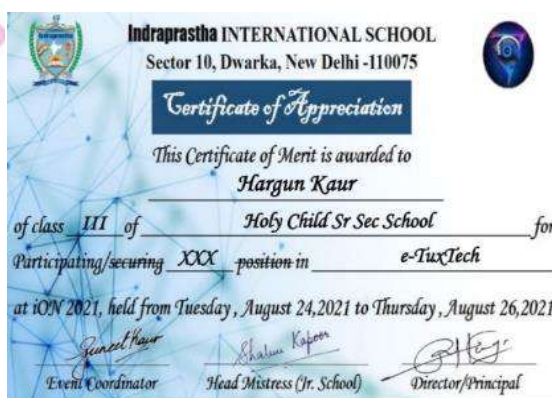 Indraprastha INTERNATIONAL SCHOOL
Sector 10, Dwarka, New Delhi -110075
Certificate of Appreciation
This Certificate of Merit is awarded to
Hargun Kaur
of class III of Holy Child Sr Sec School for
Participating/securing XXX position in e-TuxTech
at iON 2021, held from Tuesday , August 24,2021 to Thursday , August 26,2021
Shalini Kapoor
Event Coordinator Head Mistress (Jr. School) Director/Principal